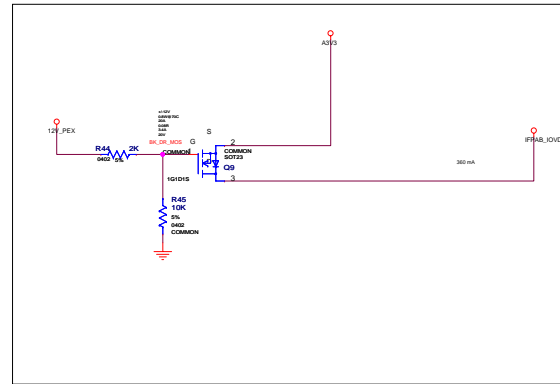 A3V3
12V_PEX
S
BK_DR_MOS
G
1
2
COMMON
COMMON
SOT23
Q9
3
1G1D1S
R44
2K
0402
5%
R45
10K
5%
0402
COMMON
360 mA
IFPAB_IOVD